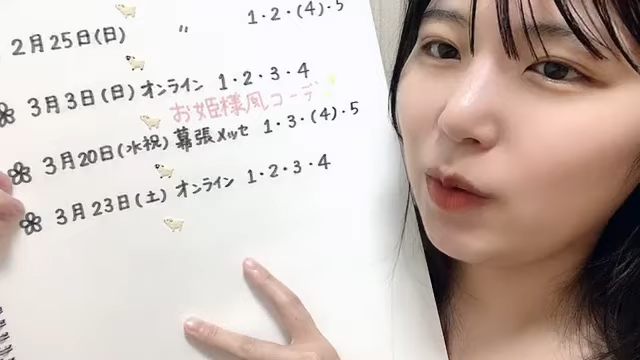 2月25日(日) 〃 1・2・(4)・5
3月3日(日) オンライン 1・2・3・4
お姫様風コーデ
3月20日(水祝) 幕張メッセ 1・3・(4)・5
3月23日(土) オンライン 1・2・3・4